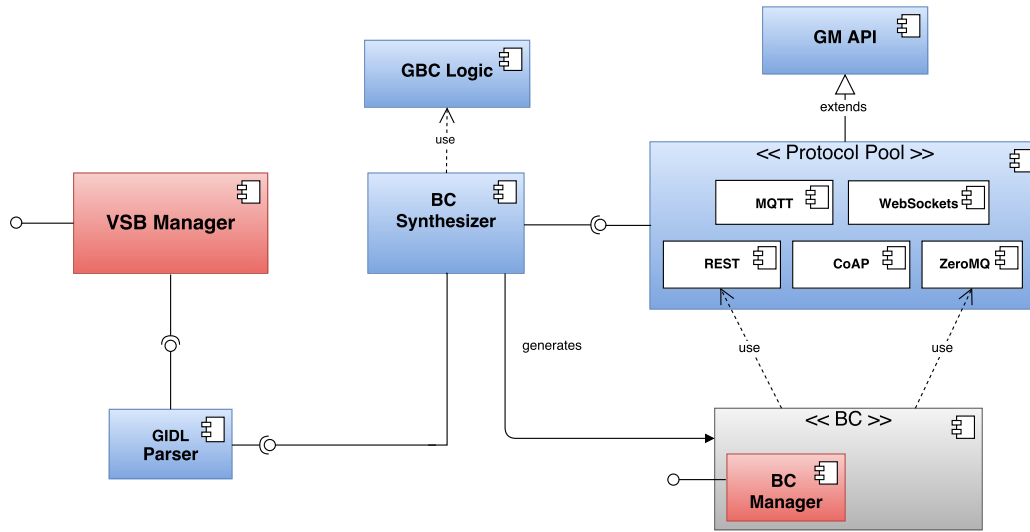 GM API
GBC Logic
extends
use
<< Protocol Pool >>
MQTT
WebSockets
VSB Manager
BC
Synthesizer
REST
CoAP
ZeroMQ
generates
use
use
GIDL
Parser
<< BC >>
BC
Manager